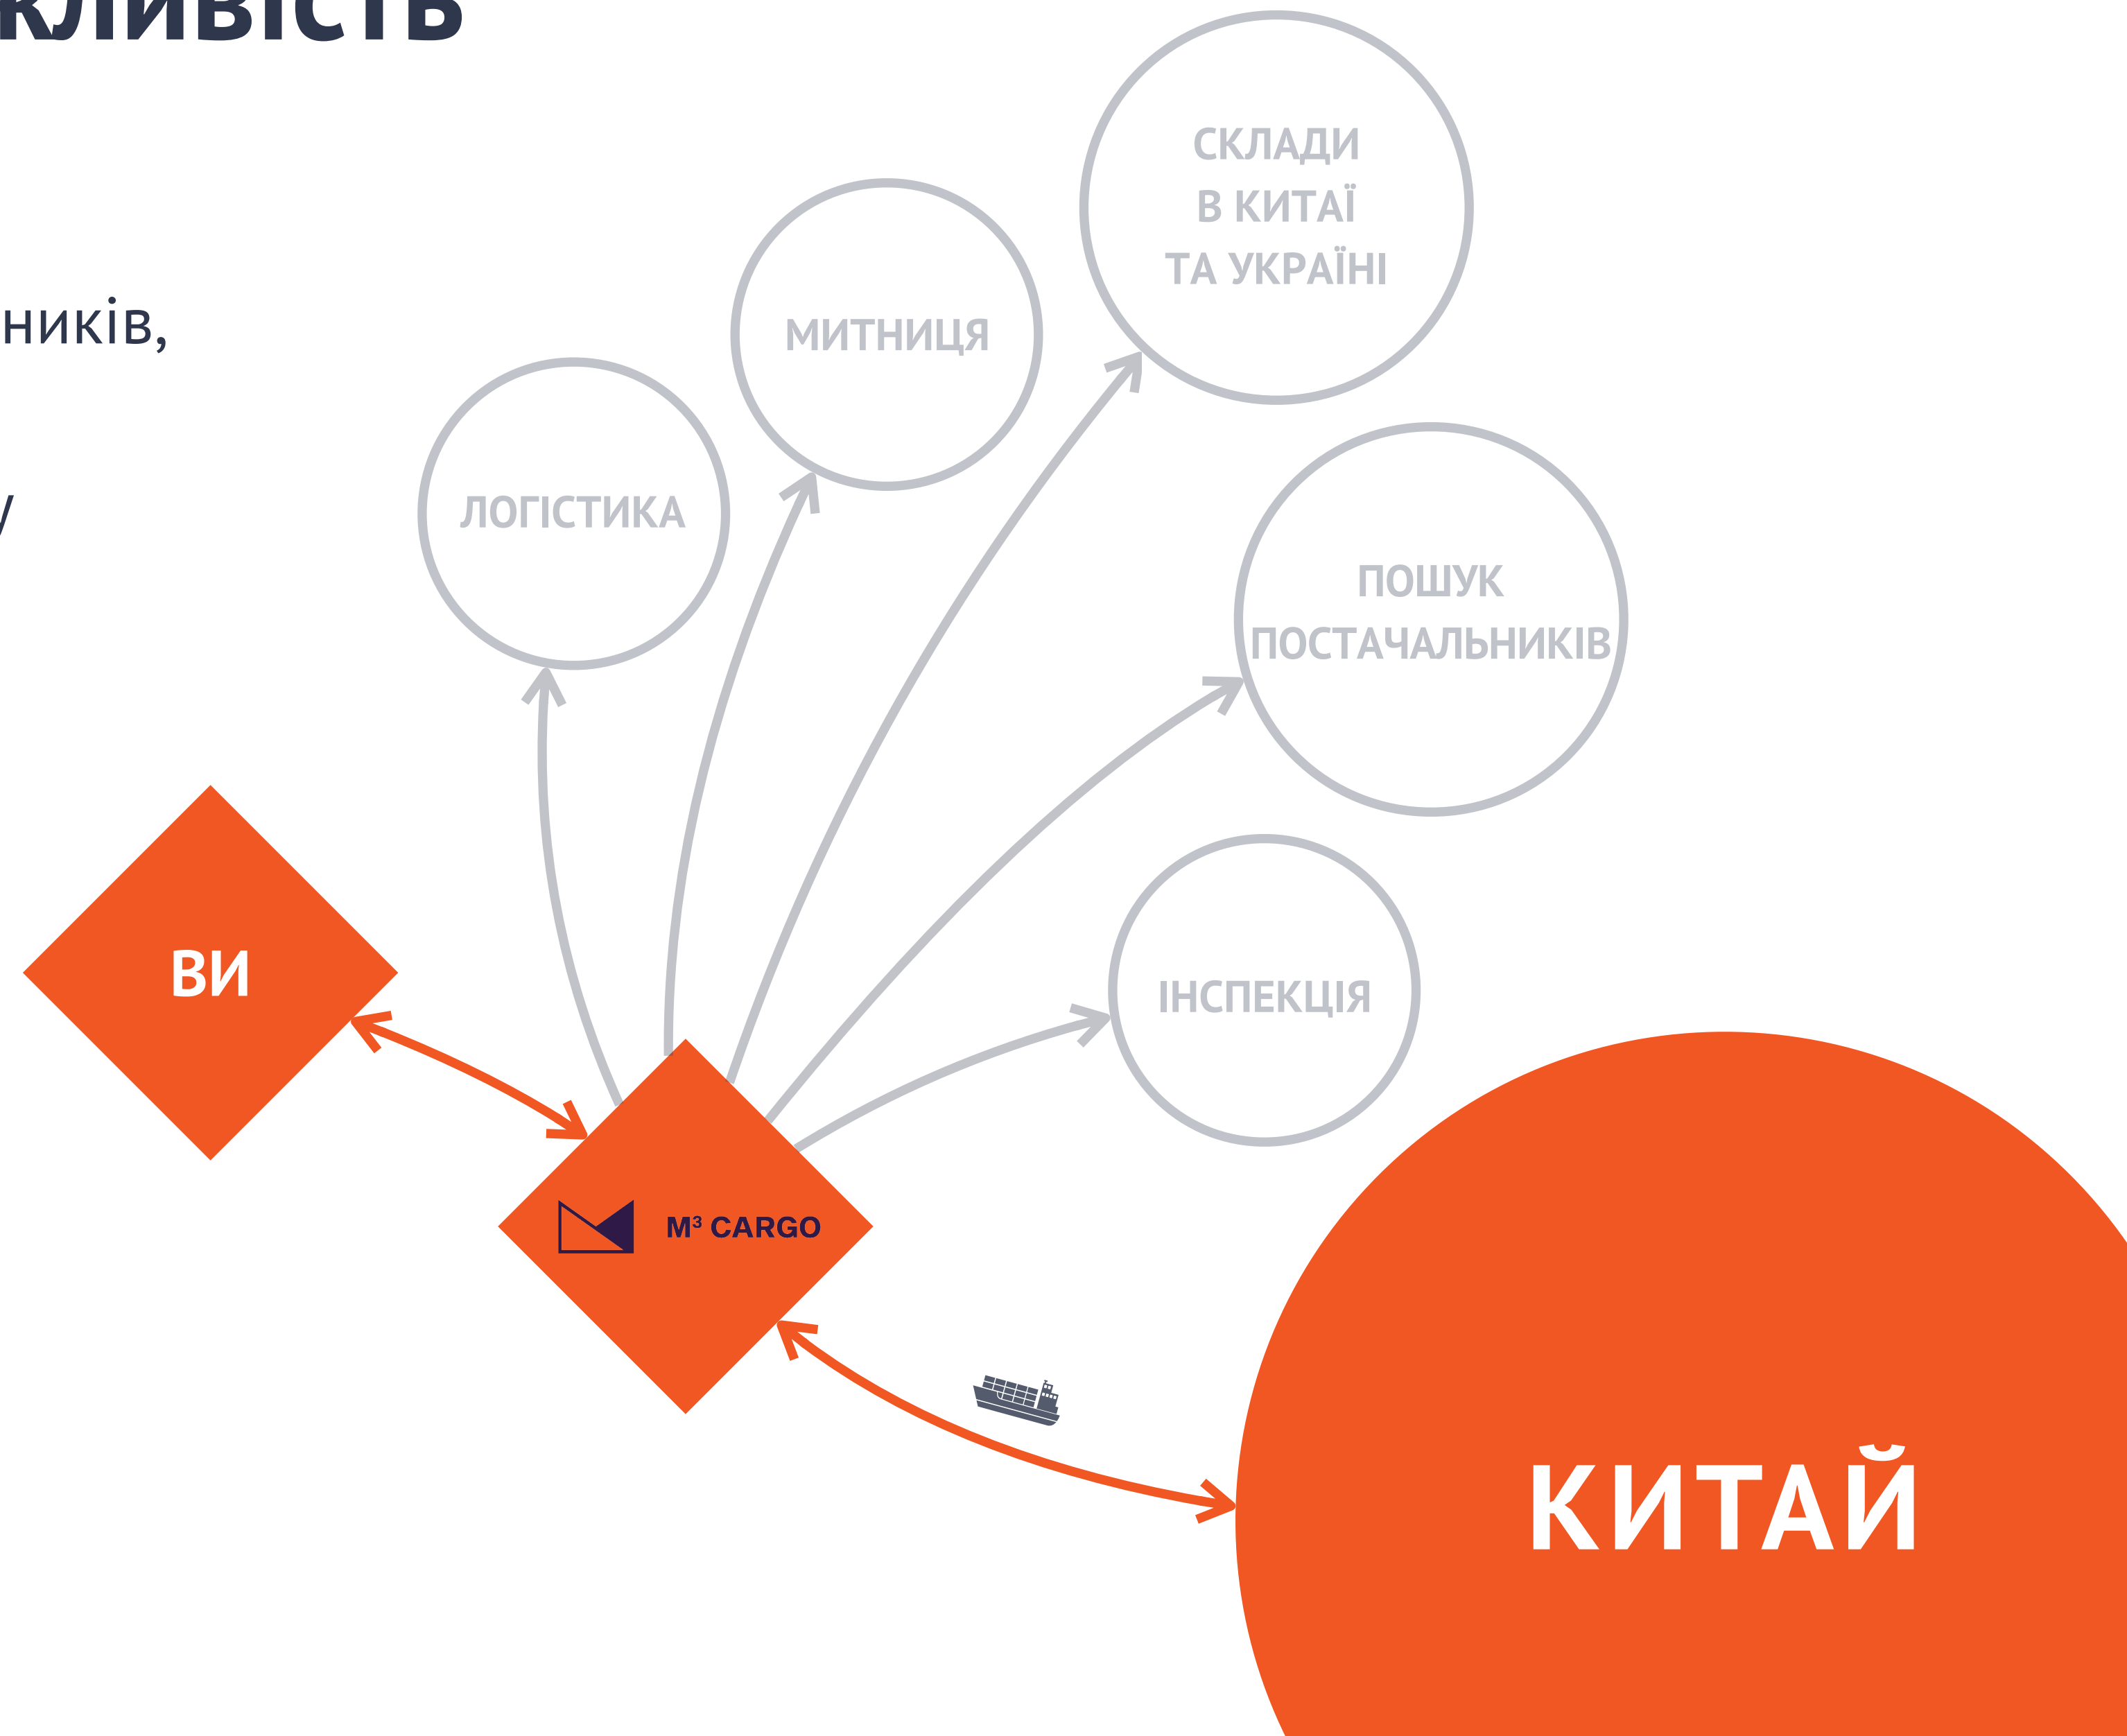 СКЛАДИ
В КИТАЇ
ТА УКРАЇНІ
МИТНИЦЯ
ників,
ЛОГІСТИКА
ПОШУК
ПОСТАЧАЛЬНИКІВ
ВИ
ІНСПЕКЦІЯ
M³ CARGO
КИТАЙ